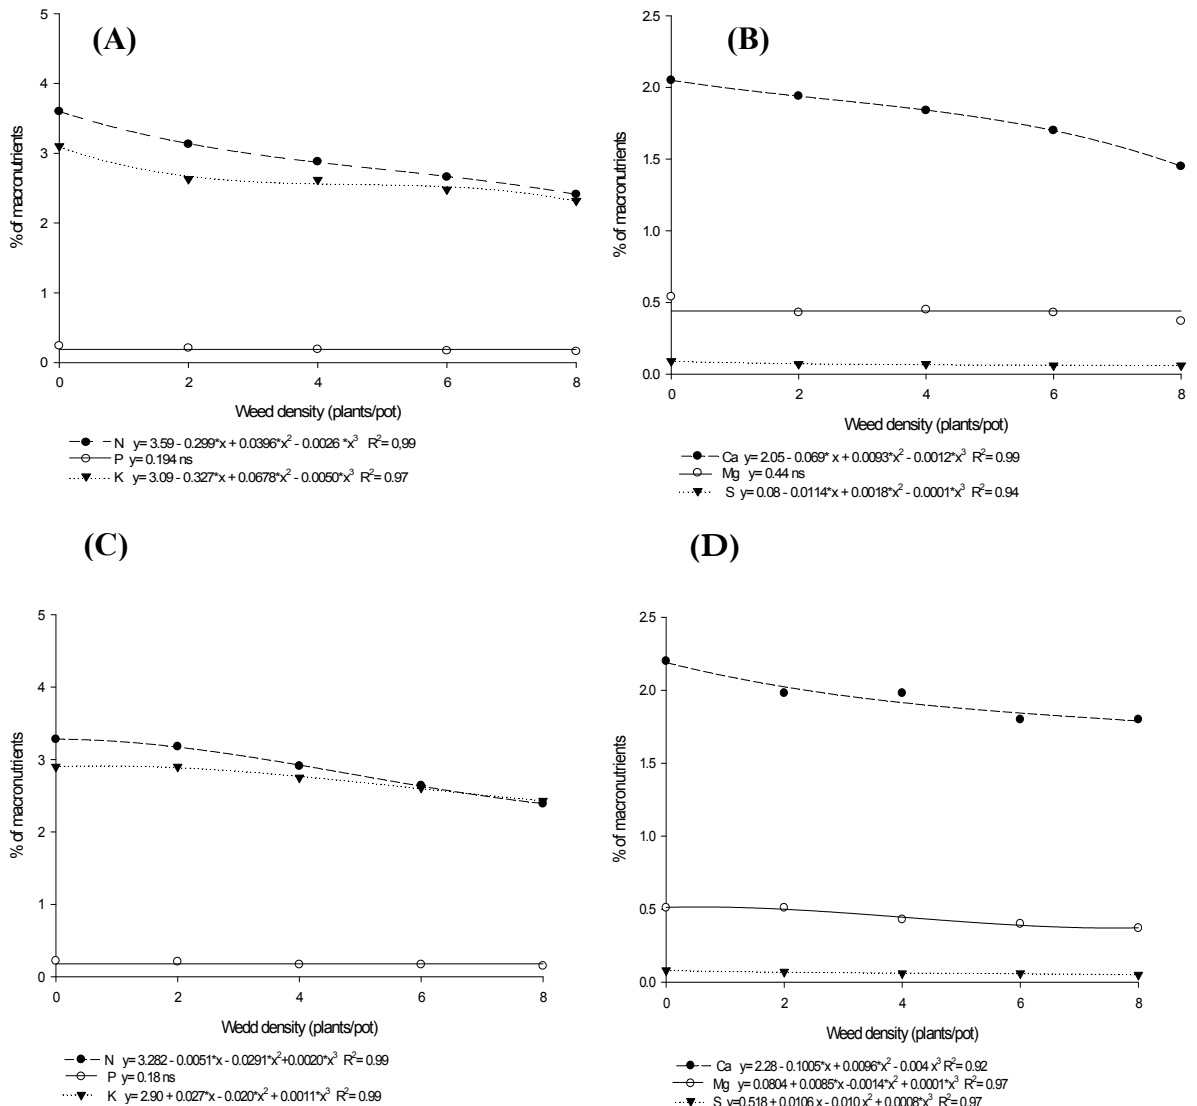 (A)
5
4
3
2
1
0
% of macronutrients
0 2 4 6 8
Weed density (plants/pot)
N y= 3.59 - 0.299*x + 0.0396*x² - 0.0026 *x³ R²= 0,99
P y= 0.194 ns
K y= 3.09 - 0.327*x + 0.0678*x² - 0.0050*x³ R²= 0.97
(B)
2.5
2.0
1.5
1.0
0.5
0.0
% of macronutrients
0 2 4 6 8
Weed density (plants/pot)
Ca y= 2.05 - 0.069* x + 0.0093*x² - 0.0012*x³ R²= 0.99
Mg y= 0.44 ns
S y= 0.08 - 0.0114*x + 0.0018*x² - 0.0001*x³ R²= 0.94
(C)
5
4
3
2
1
0
% of macronutrients
0 2 4 6 8
Wedd density (plants/pot)
N y= 3.282 - 0.0051*x - 0.0291*x²+0.0020*x³ R²= 0.99
P y= 0.18 ns
K y= 2.90 + 0.027*x - 0.020*x² + 0.0011*x³ R²= 0.99
(D)
2.5
2.0
1.5
1.0
0.5
0.0
% of macronutrients
0 2 4 6 8
Weed density (plants/pot)
Ca y= 2.28 - 0.1005*x + 0.0096*x² - 0.004 x³ R²= 0.92
Mg y= 0.0804 + 0.0085*x -0.0014*x² + 0.0001*x³ R²= 0.97
S y=0.518 + 0.0106 x - 0.010 x² + 0.0008*x³ R²= 0.97